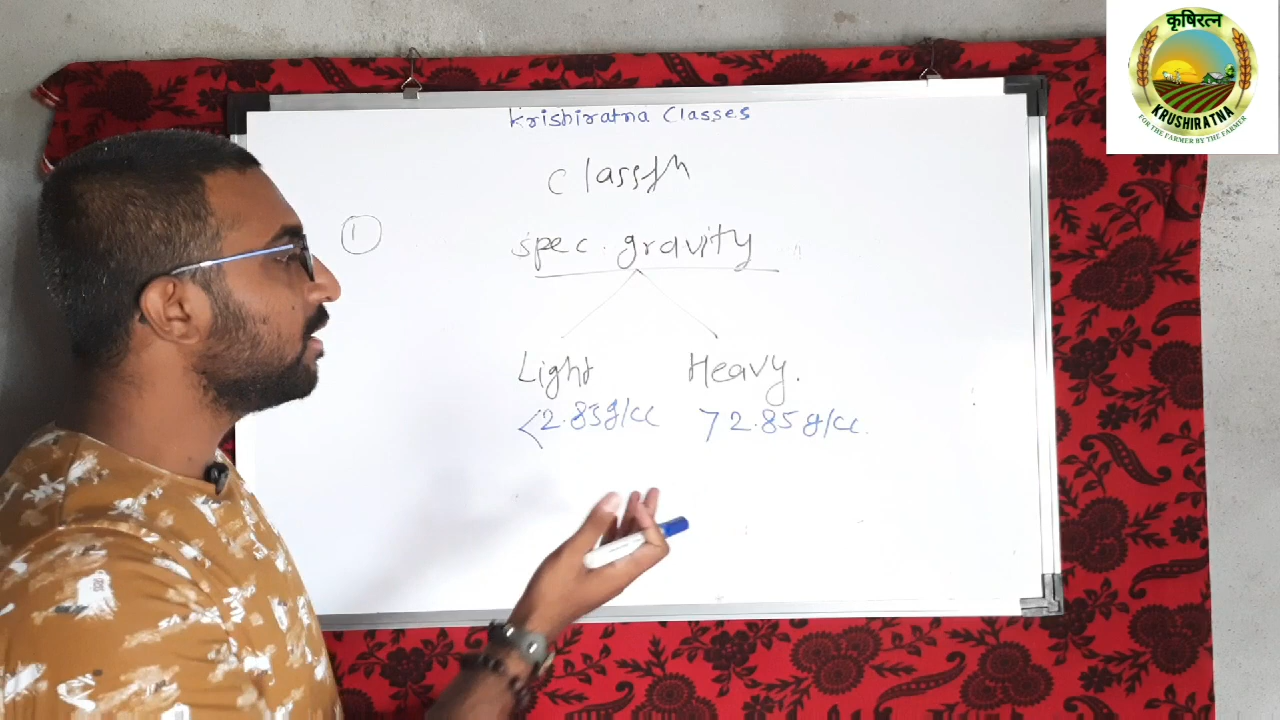 कृषिरत्न
KRUSHIRATNA
FOR THE FARMER BY THE FARMER
Krishiratna Classes
Classfn
①
spec. gravity
Light Heavy.
<2.85g/cc >2.85g/cc.